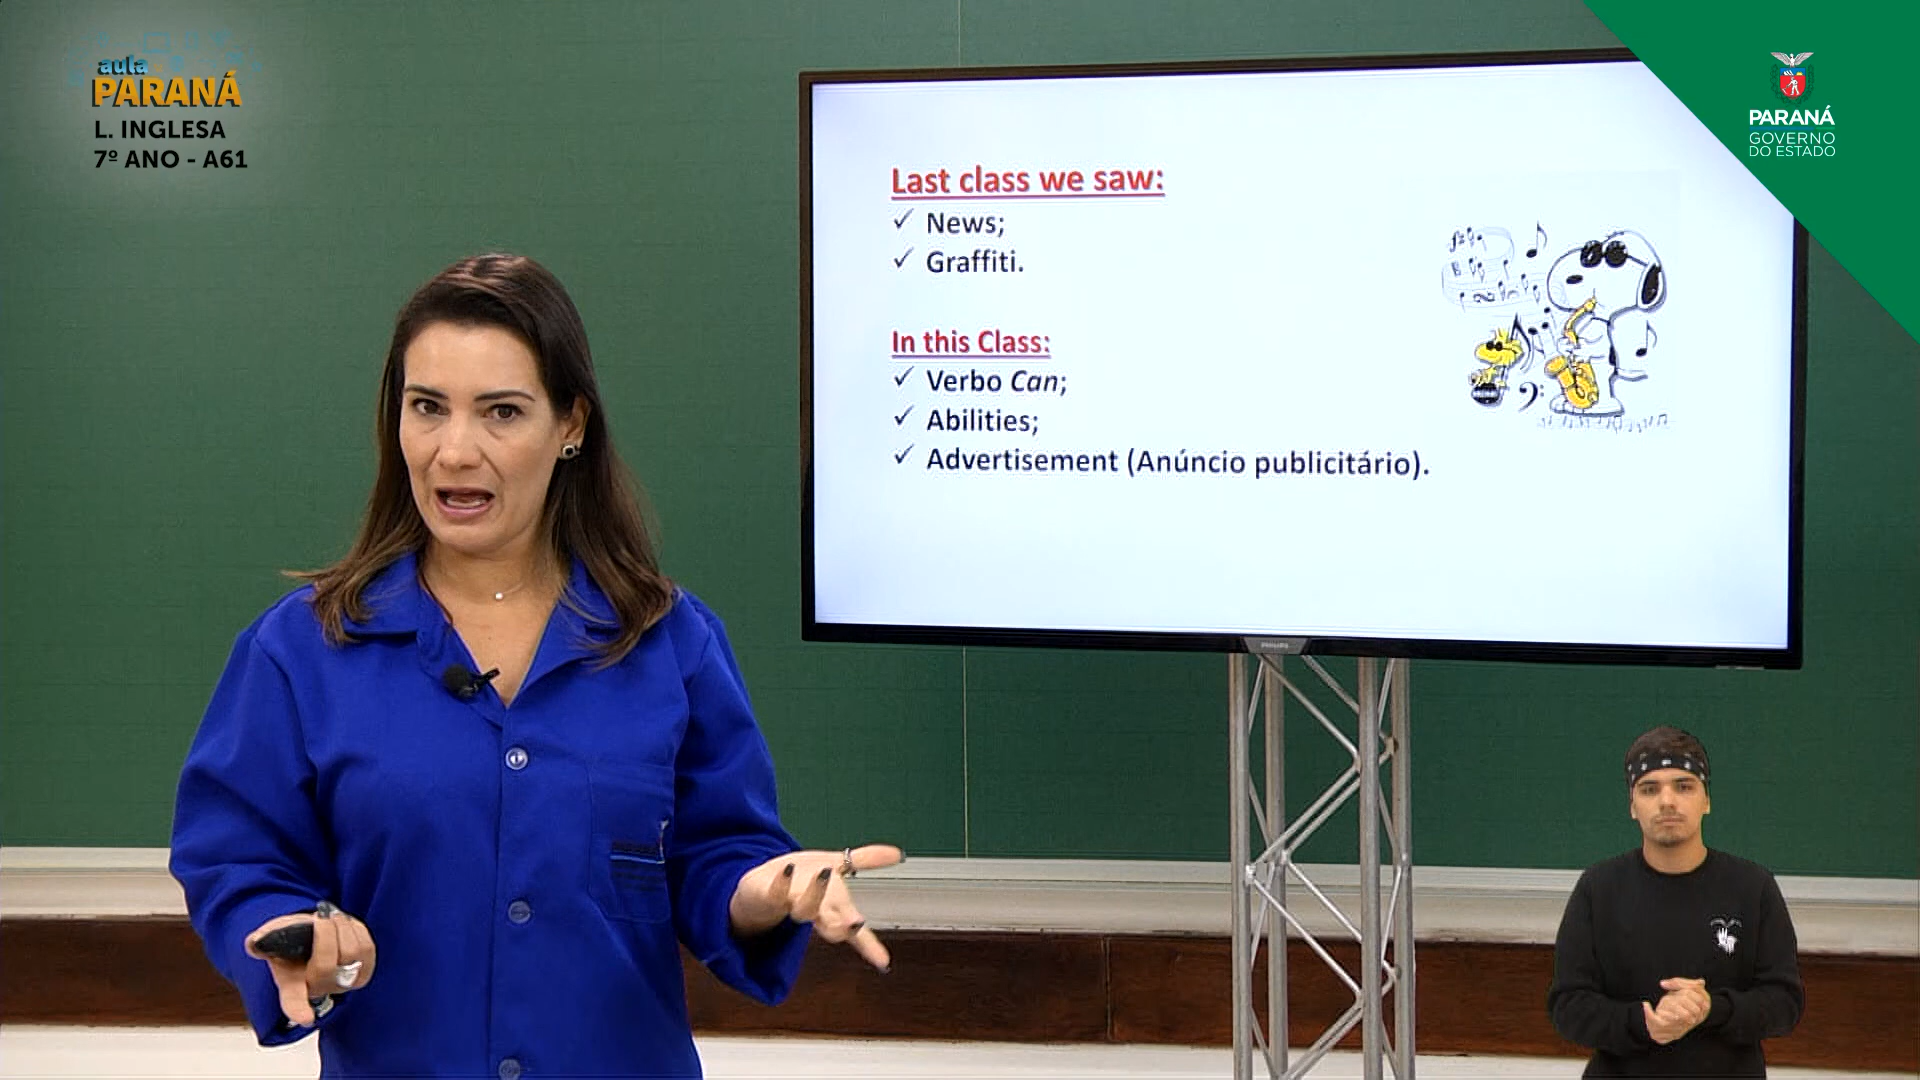 aula
PARANÁ
L. INGLESA
7º ANO - A61
Last class we saw:
✓ News;
✓ Graffiti.
In this Class:
✓ Verbo Can;
✓ Abilities;
✓ Advertisement (Anúncio publicitário).
PARANÁ
GOVERNO
DO ESTADO
PHILIPS